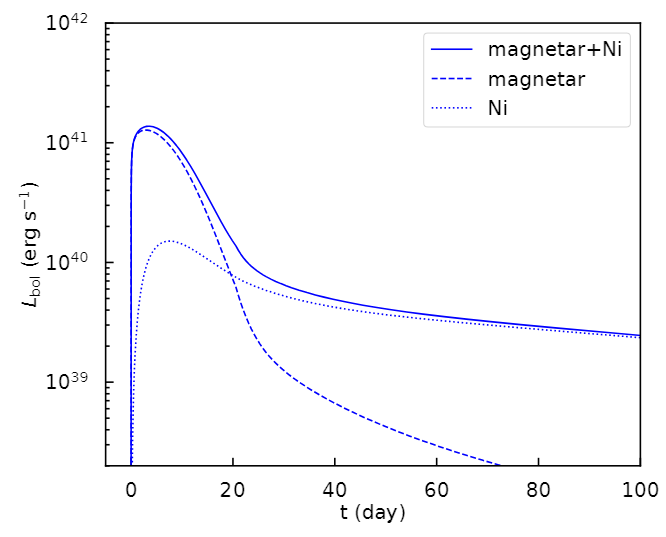 10^42
10^41
10^40
10^39
L_bol (erg s^−1)
magnetar+Ni
magnetar
Ni
0 20 40 60 80 100
t (day)